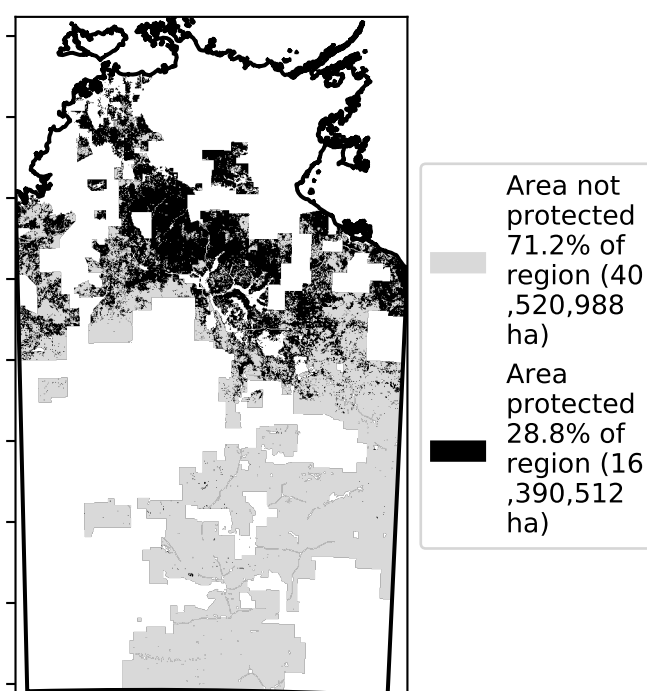 Area not
protected
71.2% of
region (40
,520,988
ha)
Area
protected
28.8% of
region (16
,390,512
ha)